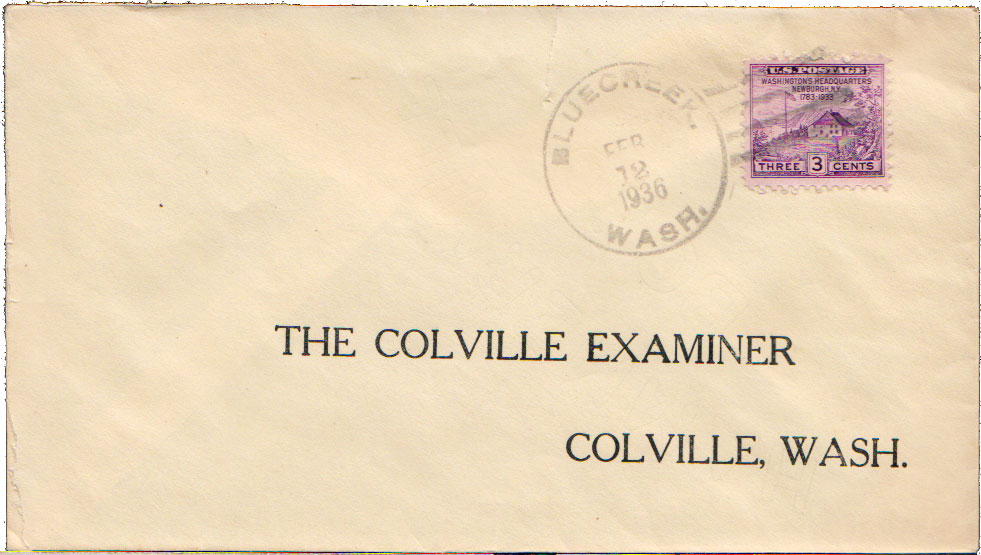 BLUECREEK.
FEB
12
1936
WASH.
U.S. POSTAGE
WASHINGTON'S HEADQUARTERS
NEWBURGH, N.Y.
1783-1933
THREE 3 CENTS
THE COLVILLE EXAMINER
COLVILLE, WASH.